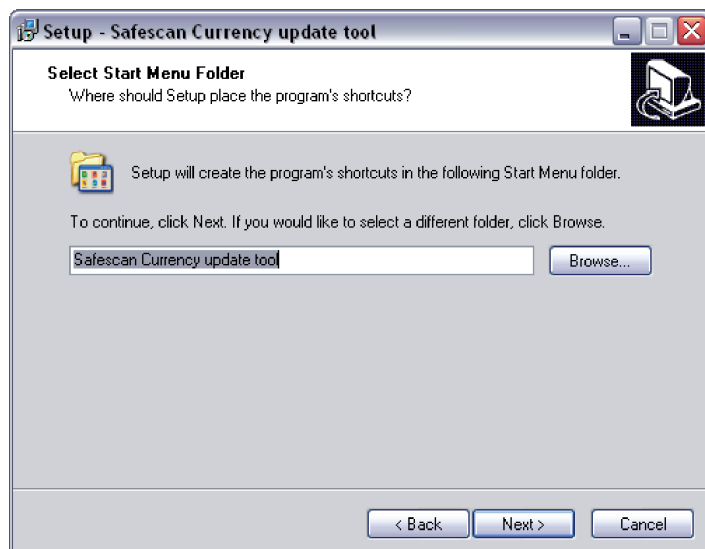 Setup - Safescan Currency update tool
Select Start Menu Folder
Where should Setup place the program's shortcuts?
Setup will create the program's shortcuts in the following Start Menu folder.
To continue, click Next. If you would like to select a different folder, click Browse.
Safescan Currency update tool
Browse...
< Back
Next >
Cancel